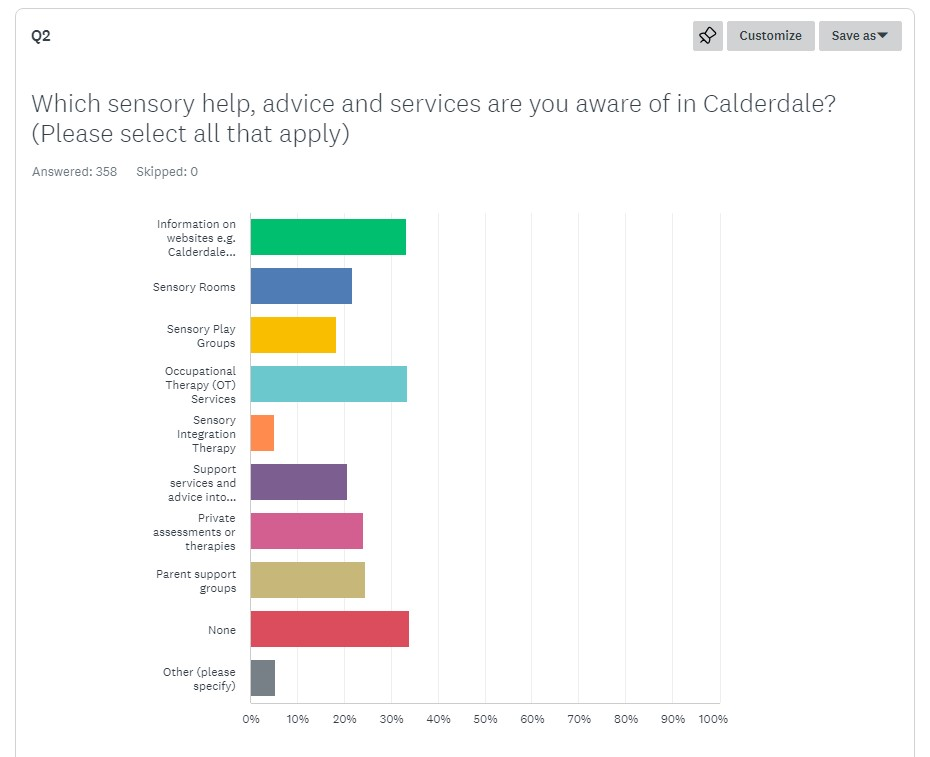 Q2
Customize
Save as
Which sensory help, advice and services are you aware of in Calderdale?
(Please select all that apply)
Answered: 358 Skipped: 0
Information on
websites e.g.
Calderdale...
Sensory Rooms
Sensory Play
Groups
Occupational
Therapy (OT)
Services
Sensory
Integration
Therapy
Support
services and
advice into...
Private
assessments or
therapies
Parent support
groups
None
Other (please
specify)
0% 10% 20% 30% 40% 50% 60% 70% 80% 90% 100%